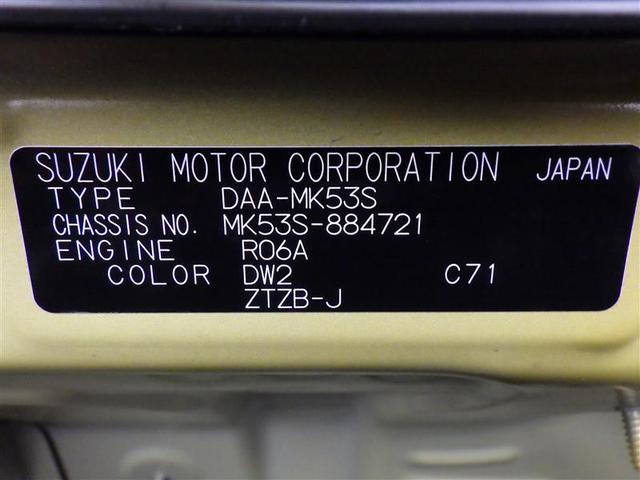 SUZUKI MOTOR CORPORATION JAPAN
TYPE DAA-MK53S
CHASSIS NO. MK53S-884721
ENGINE R06A
COLOR DW2 C71
ZTZB-J